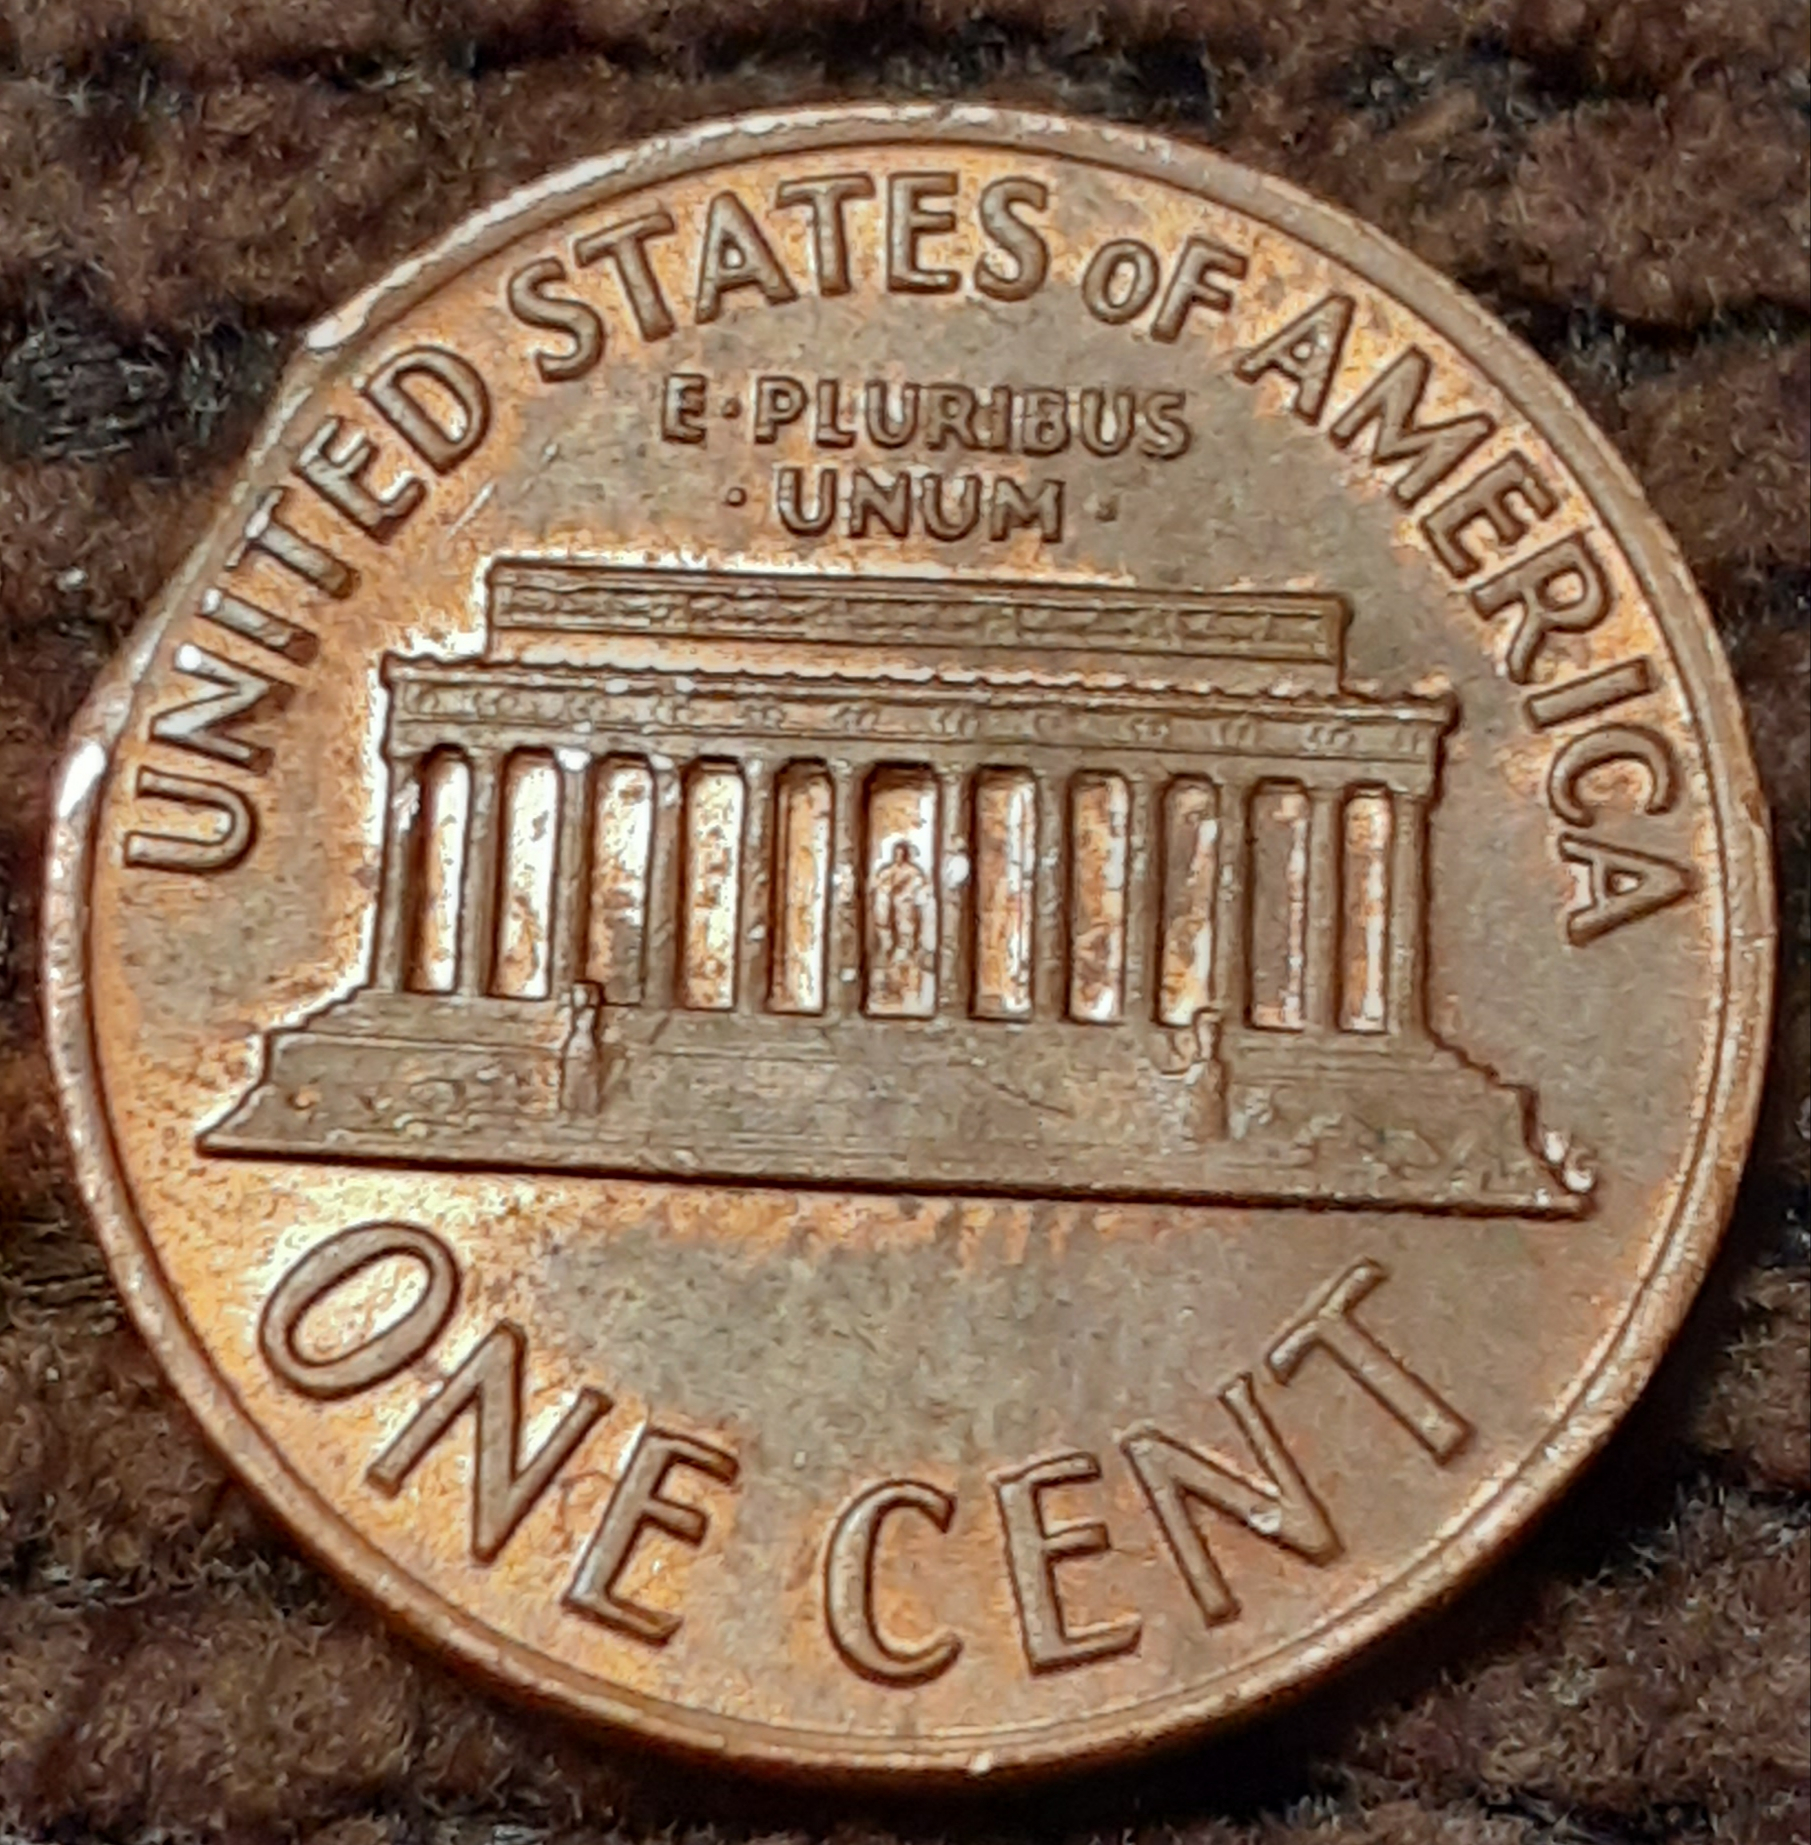 UNITED STATES OF AMERICA
E·PLURIBUS
·UNUM·
ONE CENT